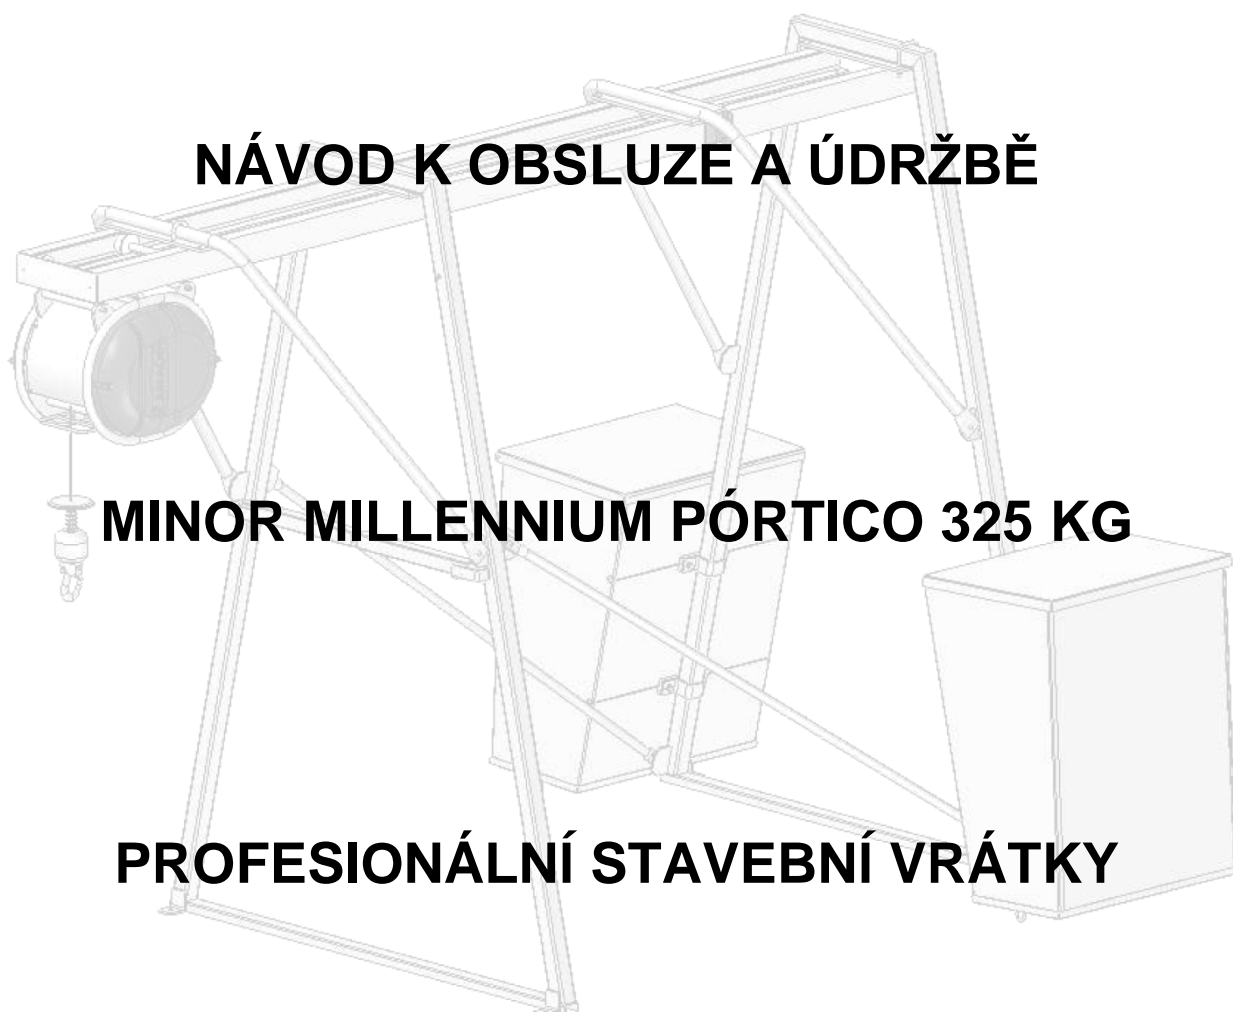 NÁVOD K OBSLUZE A ÚDRŽBĚ
MINOR MILLENNIUM PÓRTICO 325 KG
PROFESIONÁLNÍ STAVEBNÍ VRÁTKY